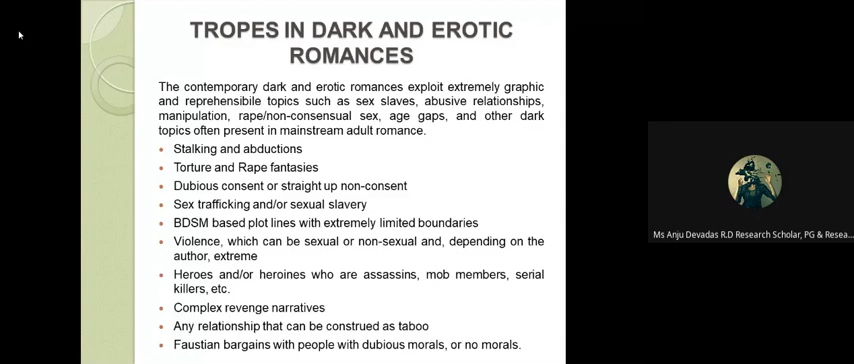 TROPES IN DARK AND EROTIC
ROMANCES
The contemporary dark and erotic romances exploit extremely graphic
and reprehensibile topics such as sex slaves, abusive relationships,
manipulation, rape/non-consensual sex, age gaps, and other dark
topics often present in mainstream adult romance.
• Stalking and abductions
• Torture and Rape fantasies
• Dubious consent or straight up non-consent
• Sex trafficking and/or sexual slavery
• BDSM based plot lines with extremely limited boundaries
• Violence, which can be sexual or non-sexual and, depending on the
author, extreme
• Heroes and/or heroines who are assassins, mob members, serial
killers, etc.
• Complex revenge narratives
• Any relationship that can be construed as taboo
• Faustian bargains with people with dubious morals, or no morals.
Ms Anju Devadas R.D Research Scholar, PG & Resea...